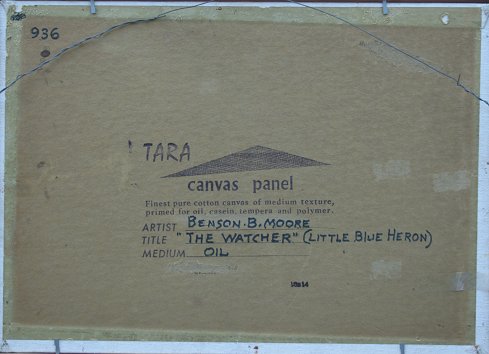 936
TARA
canvas panel
Finest pure cotton canvas of medium texture,
primed for oil, casein, tempera and polymer.
ARTIST BENSON. B. MOORE
TITLE "THE WATCHER" (LITTLE BLUE HERON)
MEDIUM OIL